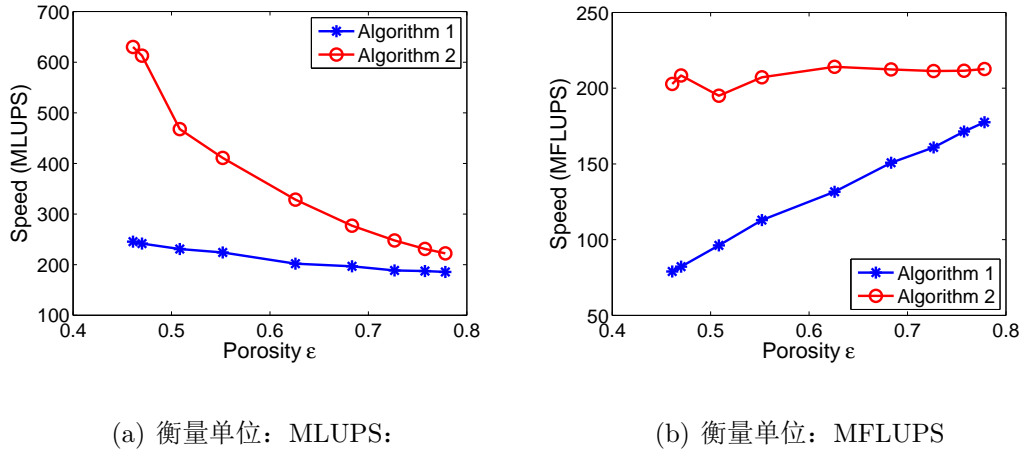 700
600
500
400
300
200
100
0.4 0.5 0.6 0.7 0.8
Speed (MLUPS)
Porosity ε
Algorithm 1
Algorithm 2
(a) 衡量单位：MLUPS：
250
200
150
100
50
0.4 0.5 0.6 0.7 0.8
Speed (MFLUPS)
Porosity ε
Algorithm 1
Algorithm 2
(b) 衡量单位：MFLUPS